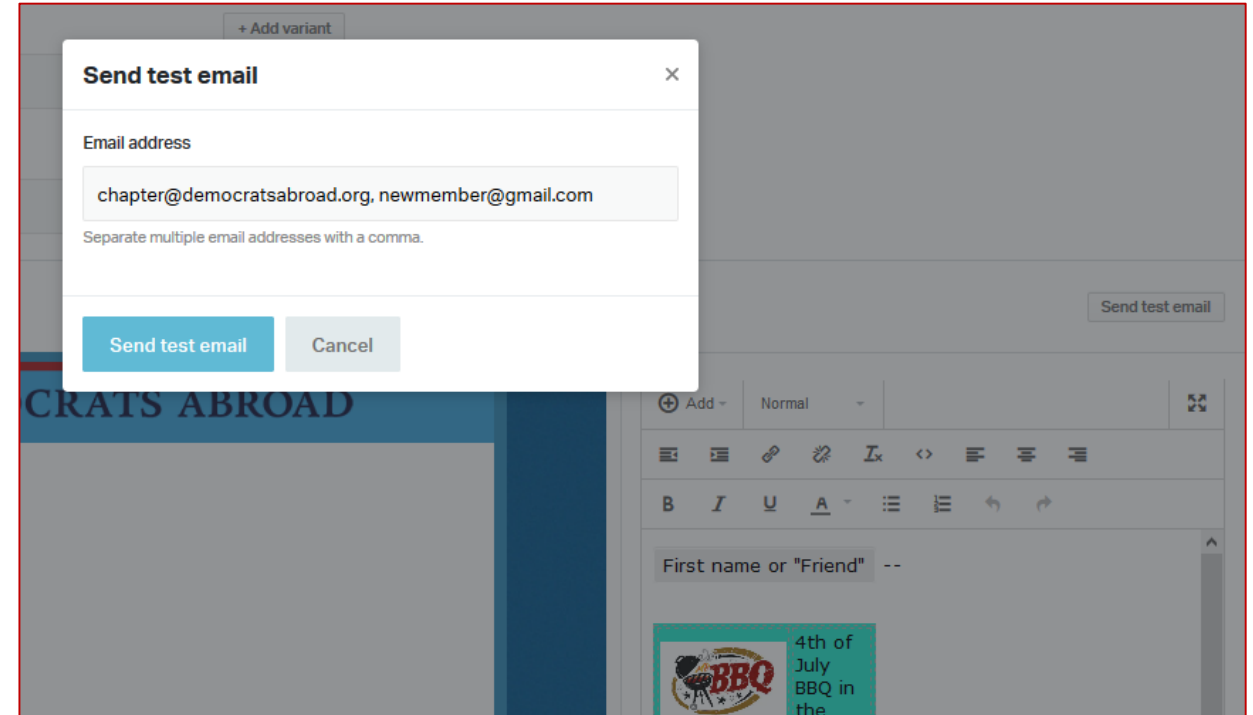 + Add variant
Send test email
Email address
chapter@democratsabroad.org, newmember@gmail.com
Separate multiple email addresses with a comma.
Send test email Cancel
Send test email
OCRATS ABROAD
Add Normal
B I U A
First name or "Friend" --
BBQ
4th of
July
BBQ in
the